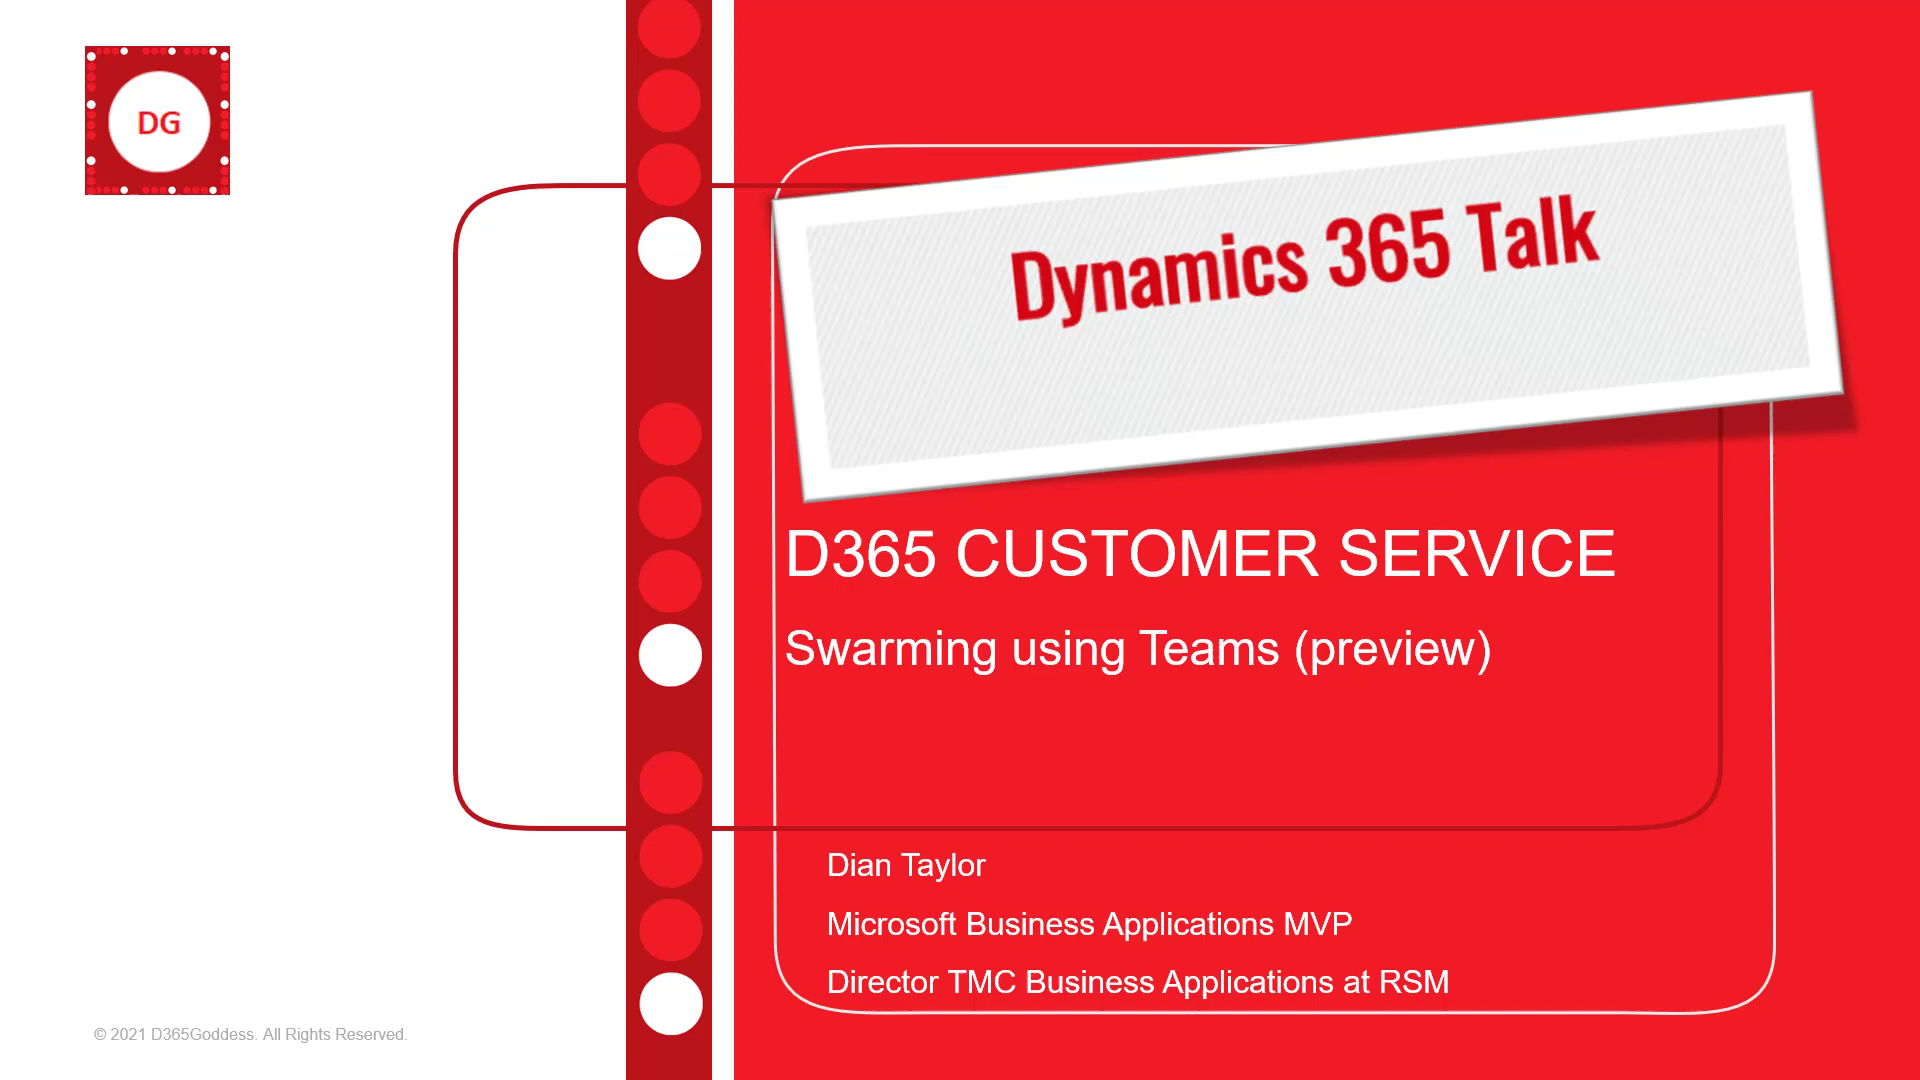 DG
Dynamics 365 Talk
D365 CUSTOMER SERVICE
Swarming using Teams (preview)
Dian Taylor
Microsoft Business Applications MVP
Director TMC Business Applications at RSM
© 2021 D365Goddess. All Rights Reserved.